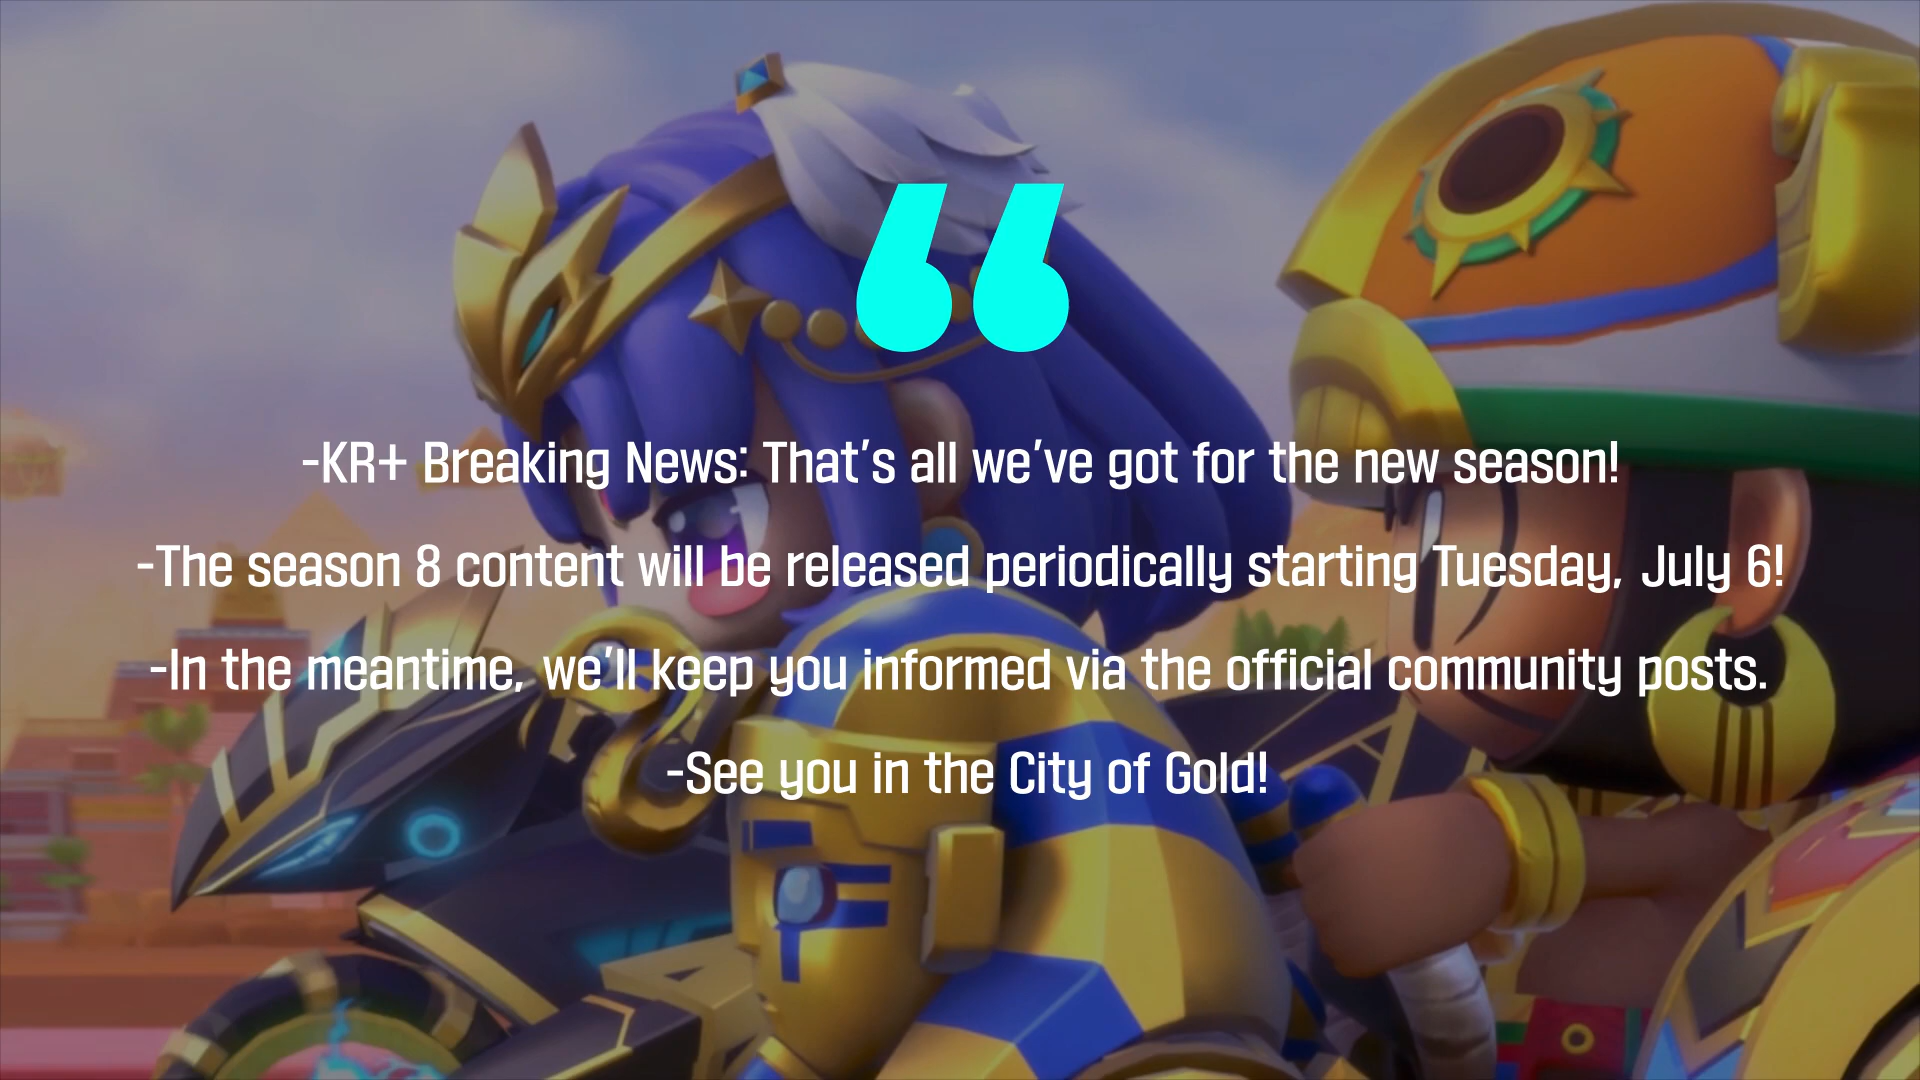 “
-KR+ Breaking News: That's all we've got for the new season!
-The season 8 content will be released periodically starting Tuesday, July 6!
-In the meantime, we'll keep you informed via the official community posts.
-See you in the City of Gold!